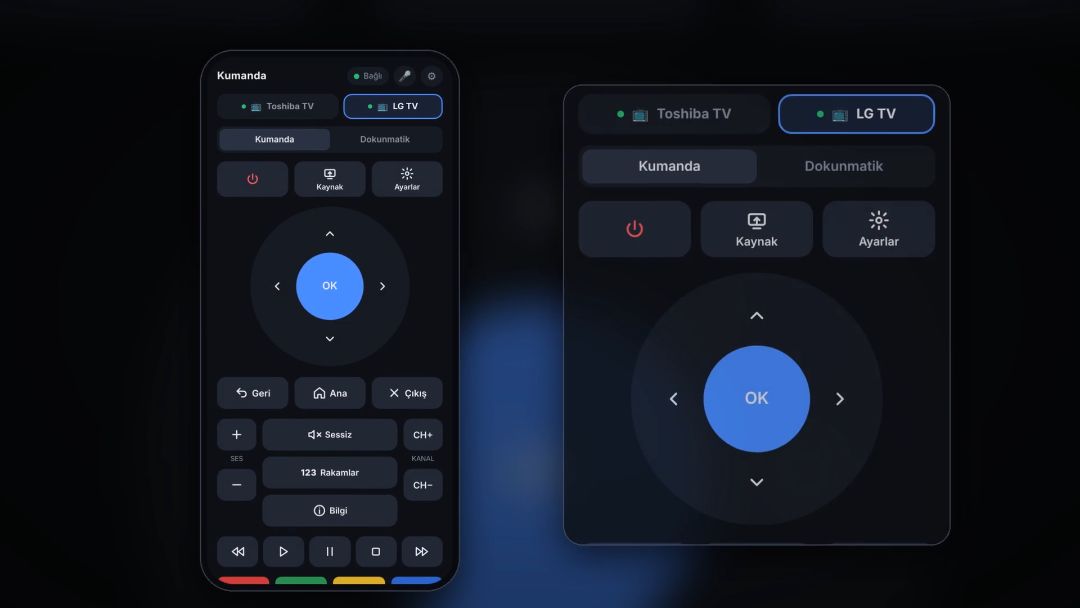 Kumanda
Bağlı
Toshiba TV
LG TV
Kumanda
Dokunmatik
Kaynak
Ayarlar
OK
Geri
Ana
Çıkış
+
Sessiz
CH+
SES
123 Rakamlar
KANAL
−
CH−
Bilgi
Toshiba TV
LG TV
Kumanda
Dokunmatik
Kaynak
Ayarlar
OK